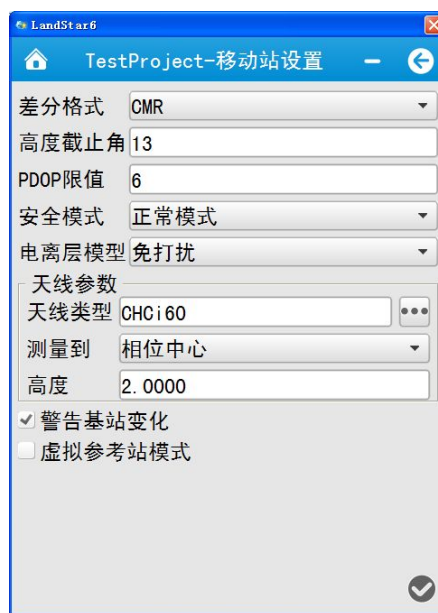 LandStar6
TestProject-移动站设置
差分格式 CMR
高度截止角 13
PDOP限值 6
安全模式 正常模式
电离层模型 免打扰
天线参数
天线类型 CHCi60
测量到 相位中心
高度 2.0000
警告基站变化
虚拟参考站模式